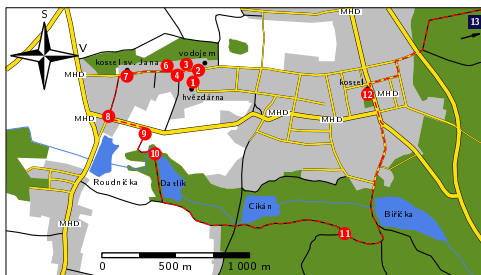 S
MHD
13
V
vodojem
kostel sv. Jana
6
3
2
MHD
7
4
1
kostel
hvězdárna
12
MHD
8
MHD
MHD
9
10
Roudnička
Datlík
Cikán
Biřička
MHD
11
0
500 m
1 000 m